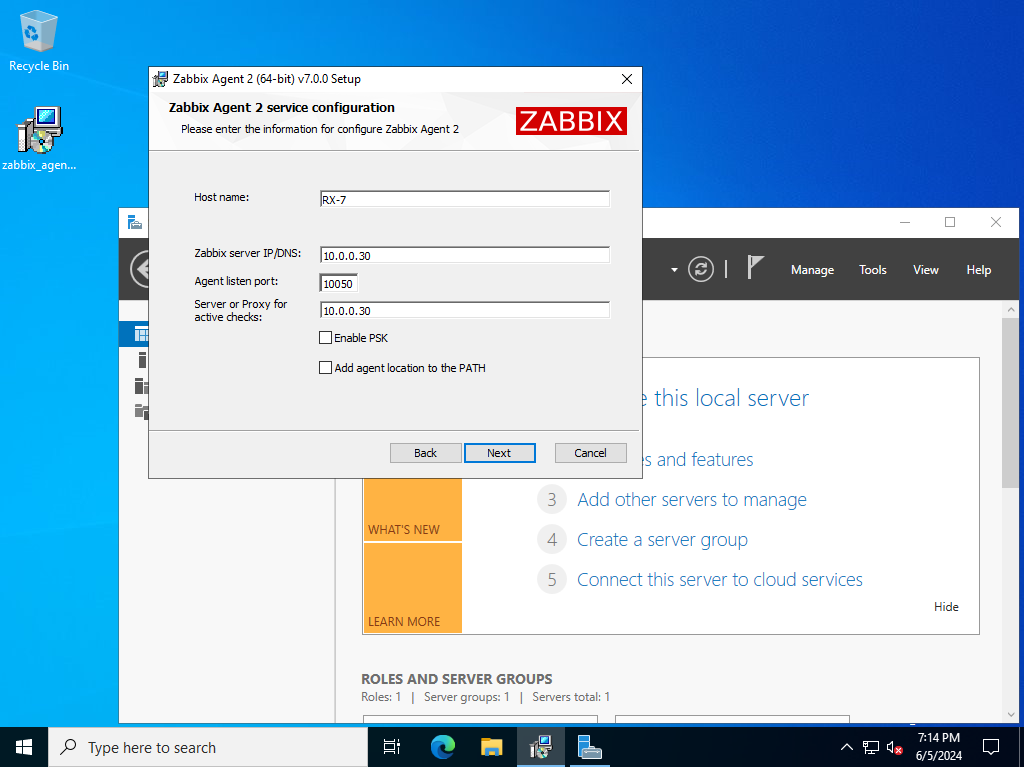 Recycle Bin
zabbix_agen...
Zabbix Agent 2 (64-bit) v7.0.0 Setup
Zabbix Agent 2 service configuration
Please enter the information for configure Zabbix Agent 2
ZABBIX
Host name:
RX-7
Zabbix server IP/DNS:
10.0.0.30
Agent listen port:
10050
Server or Proxy for
active checks:
10.0.0.30
Enable PSK
Add agent location to the PATH
Back
Next
Cancel
Manage
Tools
View
Help
this local server
and features
3 Add other servers to manage
4 Create a server group
5 Connect this server to cloud services
WHAT'S NEW
LEARN MORE
Hide
ROLES AND SERVER GROUPS
Roles: 1 | Server groups: 1 | Servers total: 1
Type here to search
7:14 PM
6/5/2024